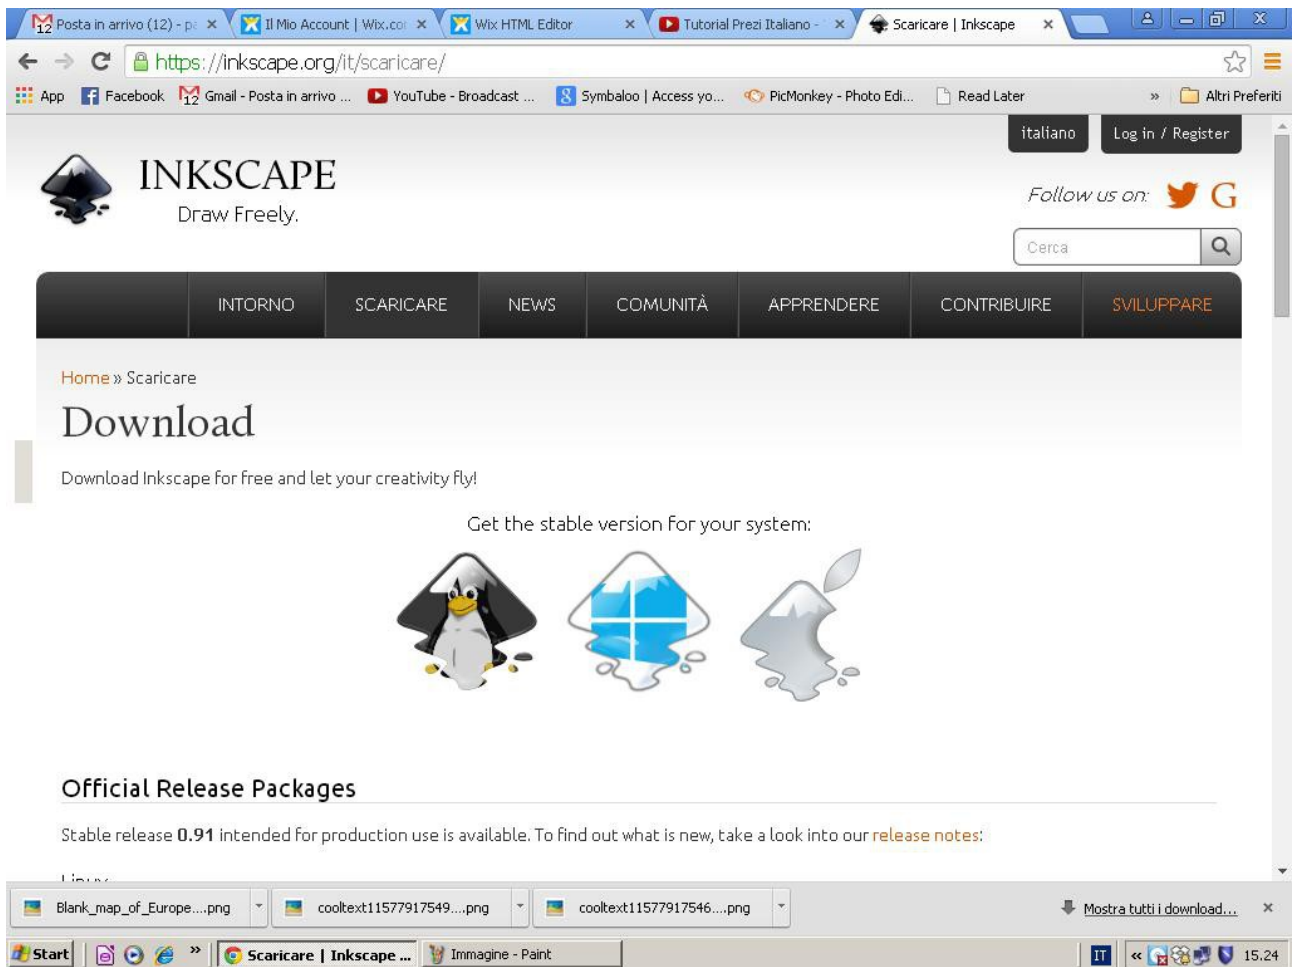 Posta in arrivo (12) - pa
Il Mio Account | Wix.cor
Wix HTML Editor
Tutorial Prezi Italiano -
Scaricare | Inkscape
https://inkscape.org/it/scaricare/
App
Facebook
Gmail - Posta in arrivo ...
YouTube - Broadcast ...
Symbaloo | Access yo...
PicMonkey - Photo Edi...
Read Later
»
Altri Preferiti
italiano
Log in / Register
INKSCAPE
Draw Freely.
Follow us on:
Cerca
INTORNO
SCARICARE
NEWS
COMUNITÀ
APPRENDERE
CONTRIBUIRE
SVILUPPARE
Home » Scaricare
Download
Download Inkscape for free and let your creativity fly!
Get the stable version for your system:
Official Release Packages
Stable release 0.91 intended for production use is available. To find out what is new, take a look into our release notes:
Linux
Blank_map_of_Europe....png
cooltext11577917549....png
cooltext11577917546....png
Mostra tutti i download...
Start
»
Scaricare | Inkscape ...
Immagine - Paint
IT
«
15.24